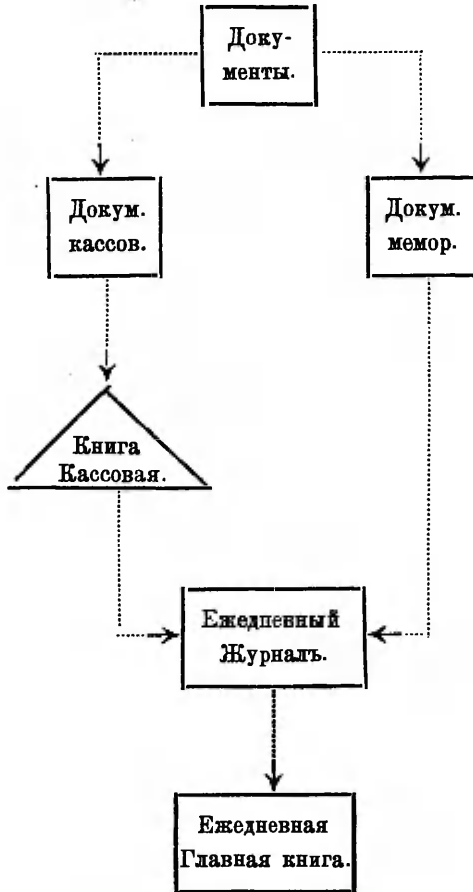 Доку-
менты.
Докум.
кассов.
Докум.
мемор.
Книга
Кассовая.
Ежедневный
Журналъ.
Ежедневная
Главная книга.